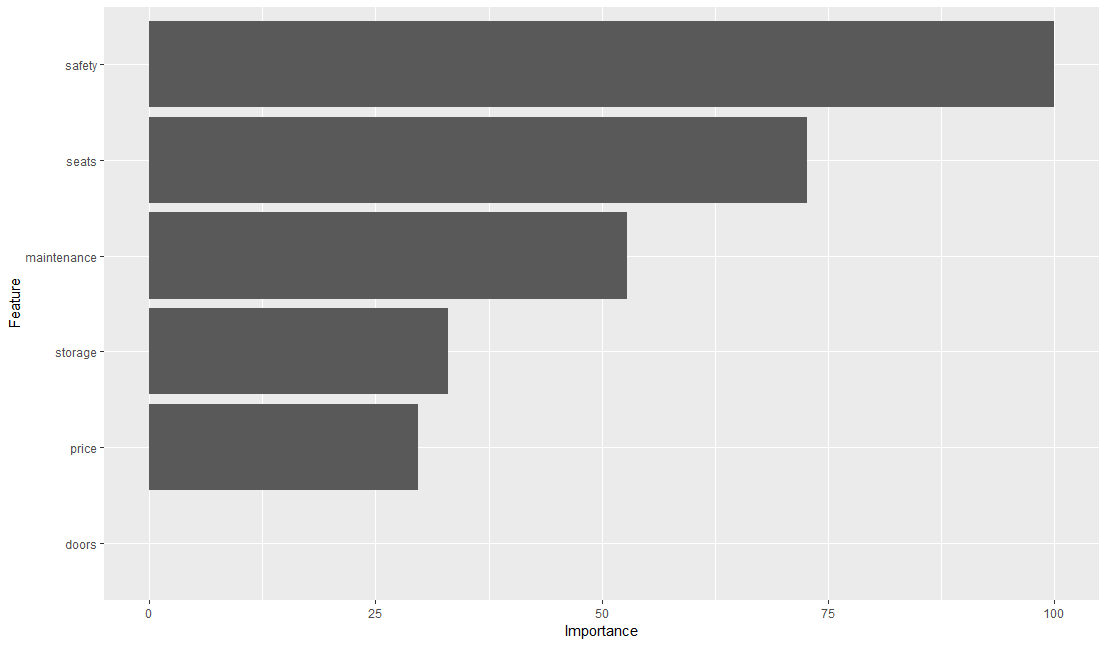 safety
seats
maintenance
storage
price
doors
Feature
0 25 50 75 100
Importance